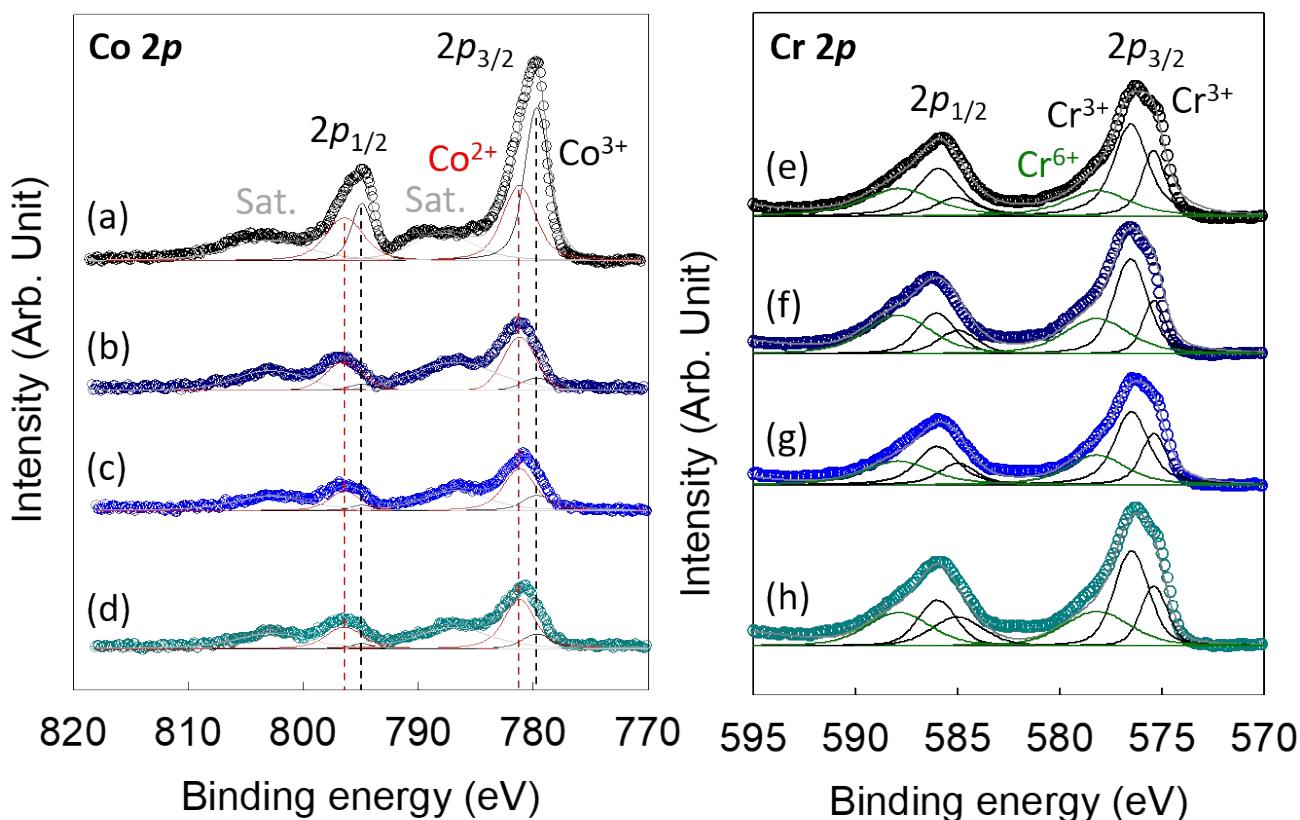 Co 2p
2p3/2
2p1/2
Co2+
Co3+
Sat.
Sat.
(a)
(b)
(c)
(d)
Intensity (Arb. Unit)
820 810 800 790 780 770
Binding energy (eV)
Cr 2p
2p3/2
2p1/2
Cr3+
Cr3+
Cr6+
(e)
(f)
(g)
(h)
Intensity (Arb. Unit)
595 590 585 580 575 570
Binding energy (eV)